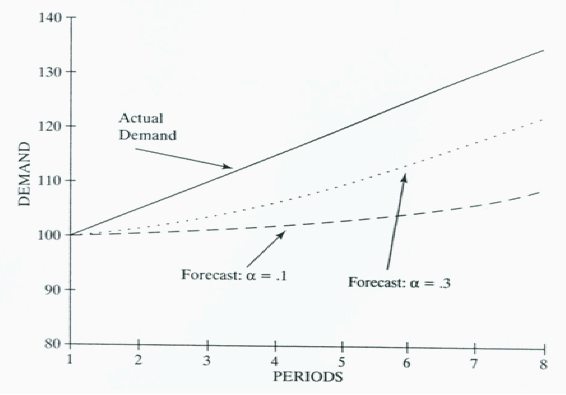 140
130
Actual
Demand
120
110
100
90
80
DEMAND
Forecast: α = .1
Forecast: α = .3
1 2 3 4 5 6 7 8
PERIODS